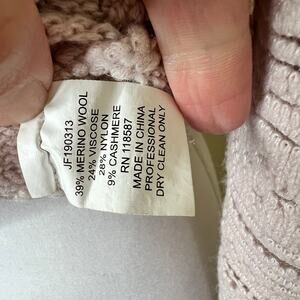 JF190313
39% MERINO WOOL
24% VISCOSE
28% NYLON
9% CASHMERE
RN 118587
MADE IN CHINA
PROFESSIONAL
DRY CLEAN ONLY